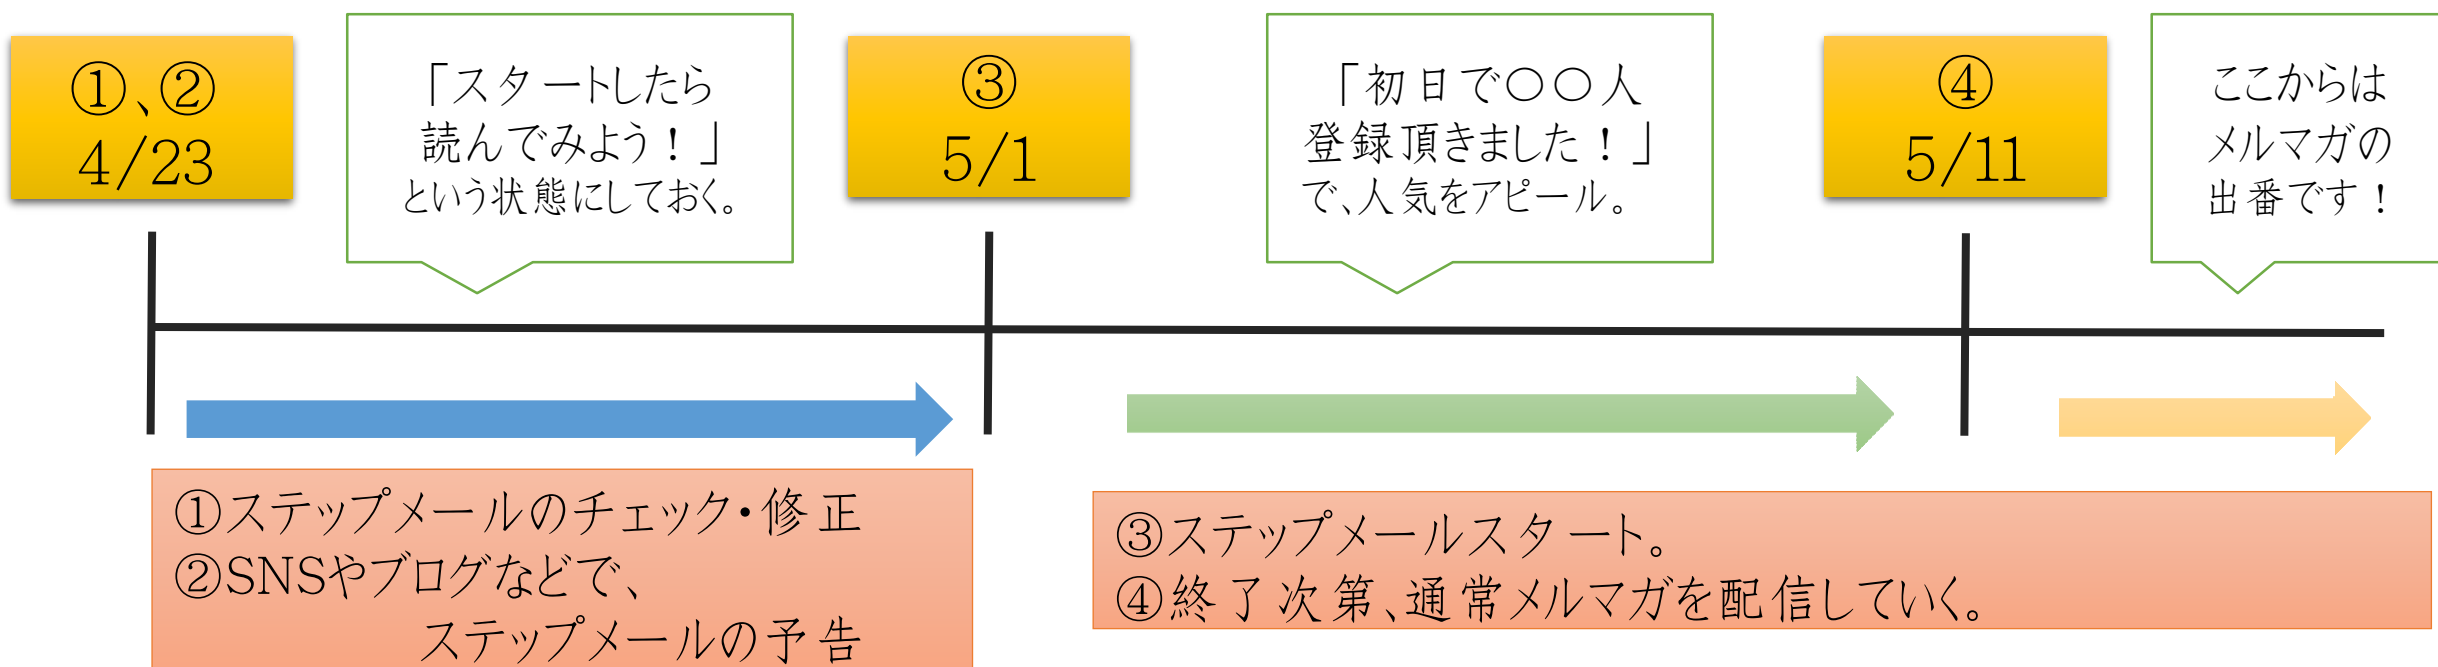 ①、②
4/23
「スタートしたら
読んでみよう！」
という状態にしておく。
③
5/1
「初日で〇〇人
登録頂きました！」
で、人気をアピール。
④
5/11
ここからは
メルマガの
出番です！
①ステップメールのチェック・修正
②SNSやブログなどで、
ステップメールの予告
③ステップメールスタート。
④終了次第、通常メルマガを配信していく。